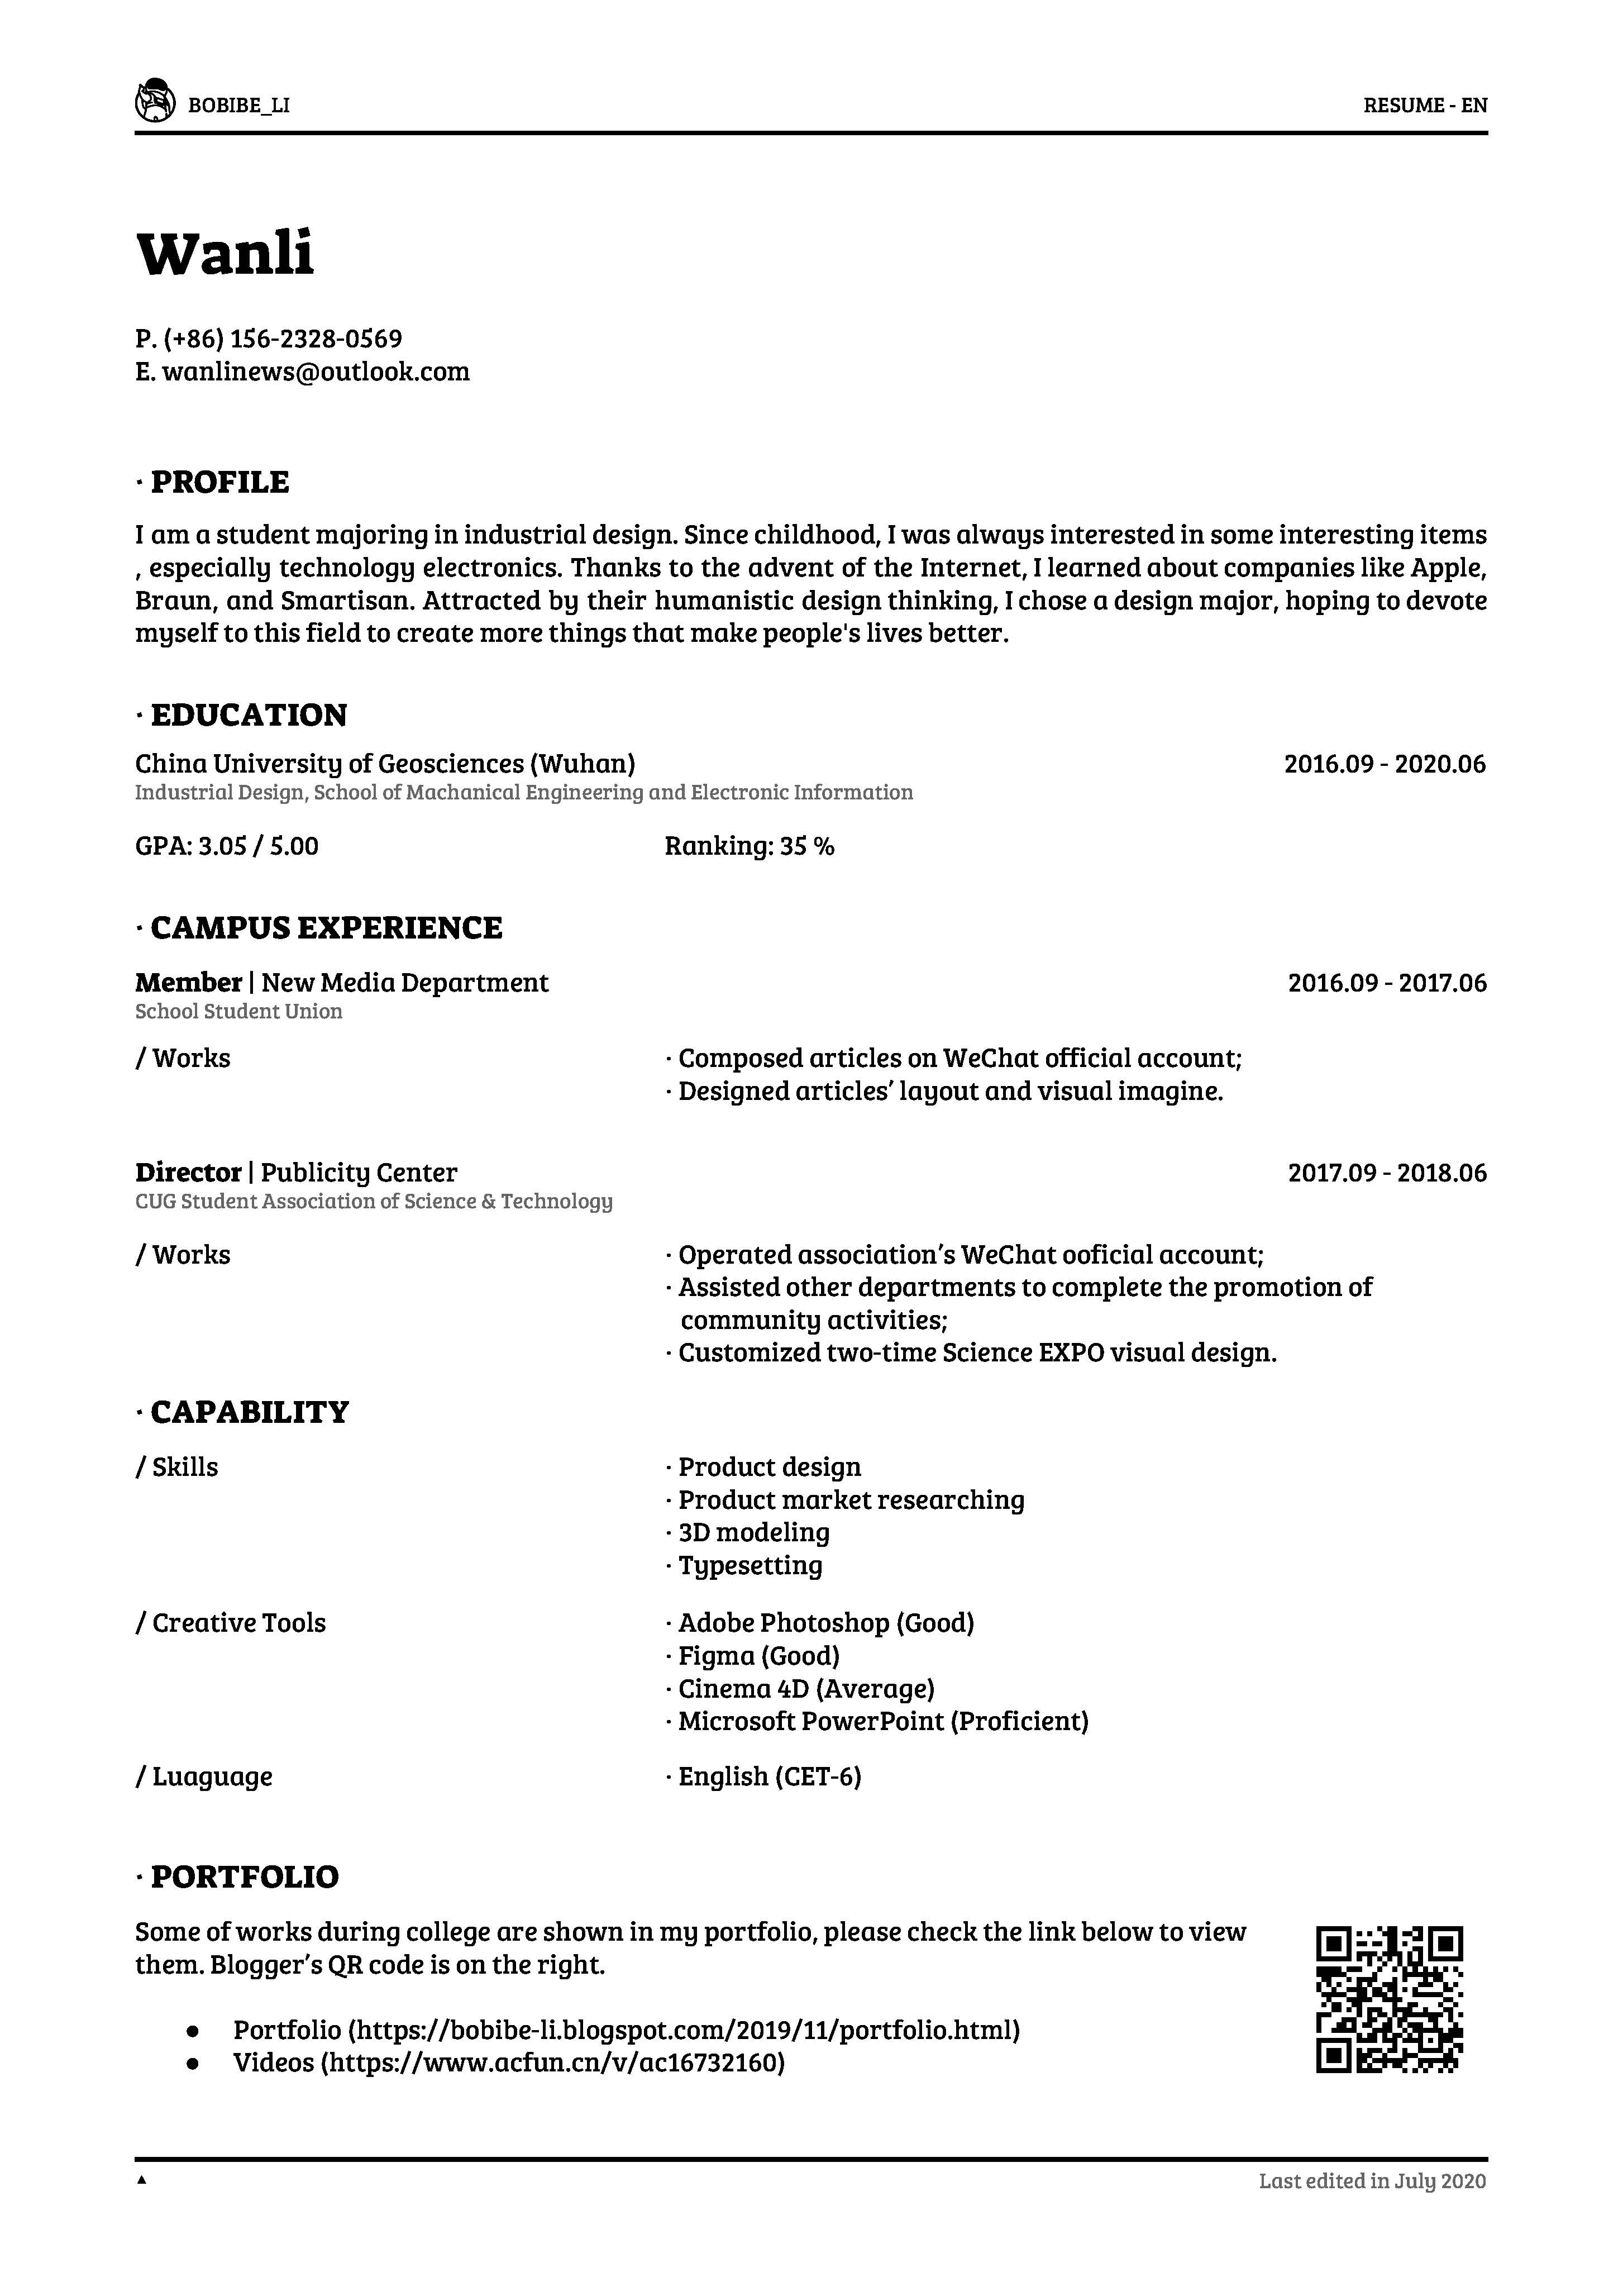 BOBIBE_LI RESUME - EN
Wanli
P. (+86) 156-2328-0569
E. wanlinews@outlook.com
· PROFILE
I am a student majoring in industrial design. Since childhood, I was always interested in some interesting items
, especially technology electronics. Thanks to the advent of the Internet, I learned about companies like Apple,
Braun, and Smartisan. Attracted by their humanistic design thinking, I chose a design major, hoping to devote
myself to this field to create more things that make people's lives better.
· EDUCATION
China University of Geosciences (Wuhan) 2016.09 - 2020.06
Industrial Design, School of Machanical Engineering and Electronic Information
GPA: 3.05 / 5.00 Ranking: 35 %
· CAMPUS EXPERIENCE
Member | New Media Department 2016.09 - 2017.06
School Student Union
/ Works · Composed articles on WeChat official account;
· Designed articles’ layout and visual imagine.
Director | Publicity Center 2017.09 - 2018.06
CUG Student Association of Science & Technology
/ Works · Operated association’s WeChat ooficial account;
· Assisted other departments to complete the promotion of
community activities;
· Customized two-time Science EXPO visual design.
· CAPABILITY
/ Skills · Product design
· Product market researching
· 3D modeling
· Typesetting
/ Creative Tools · Adobe Photoshop (Good)
· Figma (Good)
· Cinema 4D (Average)
· Microsoft PowerPoint (Proficient)
/ Luaguage · English (CET-6)
· PORTFOLIO
Some of works during college are shown in my portfolio, please check the link below to view
them. Blogger’s QR code is on the right.
● Portfolio (https://bobibe-li.blogspot.com/2019/11/portfolio.html)
● Videos (https://www.acfun.cn/v/ac16732160)
▲ Last edited in July 2020